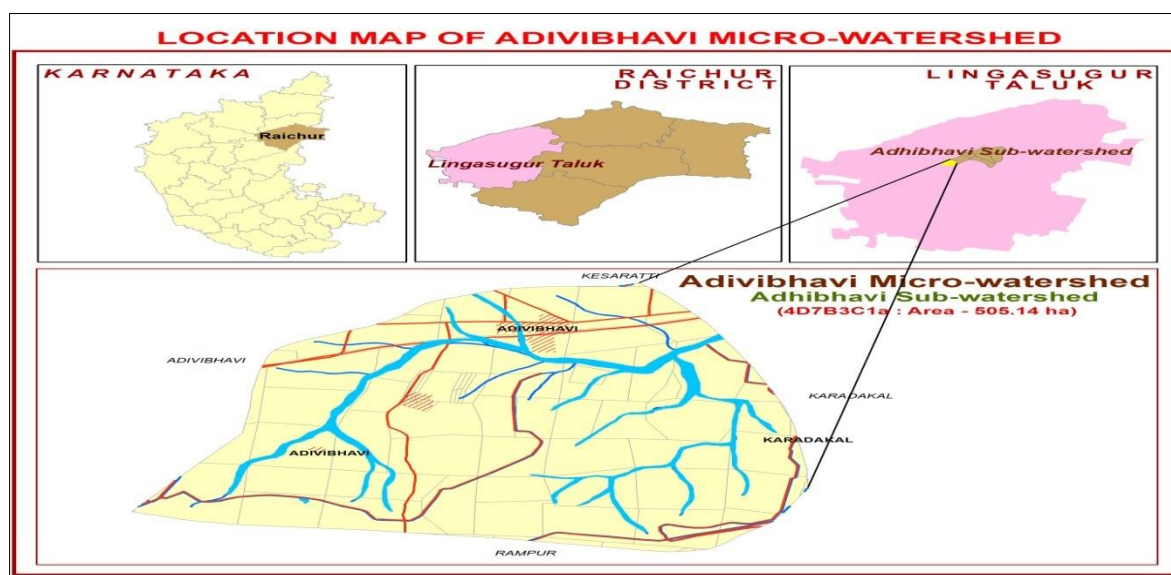 LOCATION MAP OF ADIVIBHAVI MICRO-WATERSHED
KARNATAKA
Raichur
RAICHUR
DISTRICT
Lingasugur Taluk
LINGASUGUR
TALUK
Adhibhavi Sub-watershed
KESARATTI
Adivibhavi Micro-watershed
Adhibhavi Sub-watershed
(4D7B3C1a : Area - 505.14 ha)
ADIVIBHAVI
ADIVIBHAVI
KARADAKAL
KARADAKAL
ADIVIBHAVI
RAMPUR